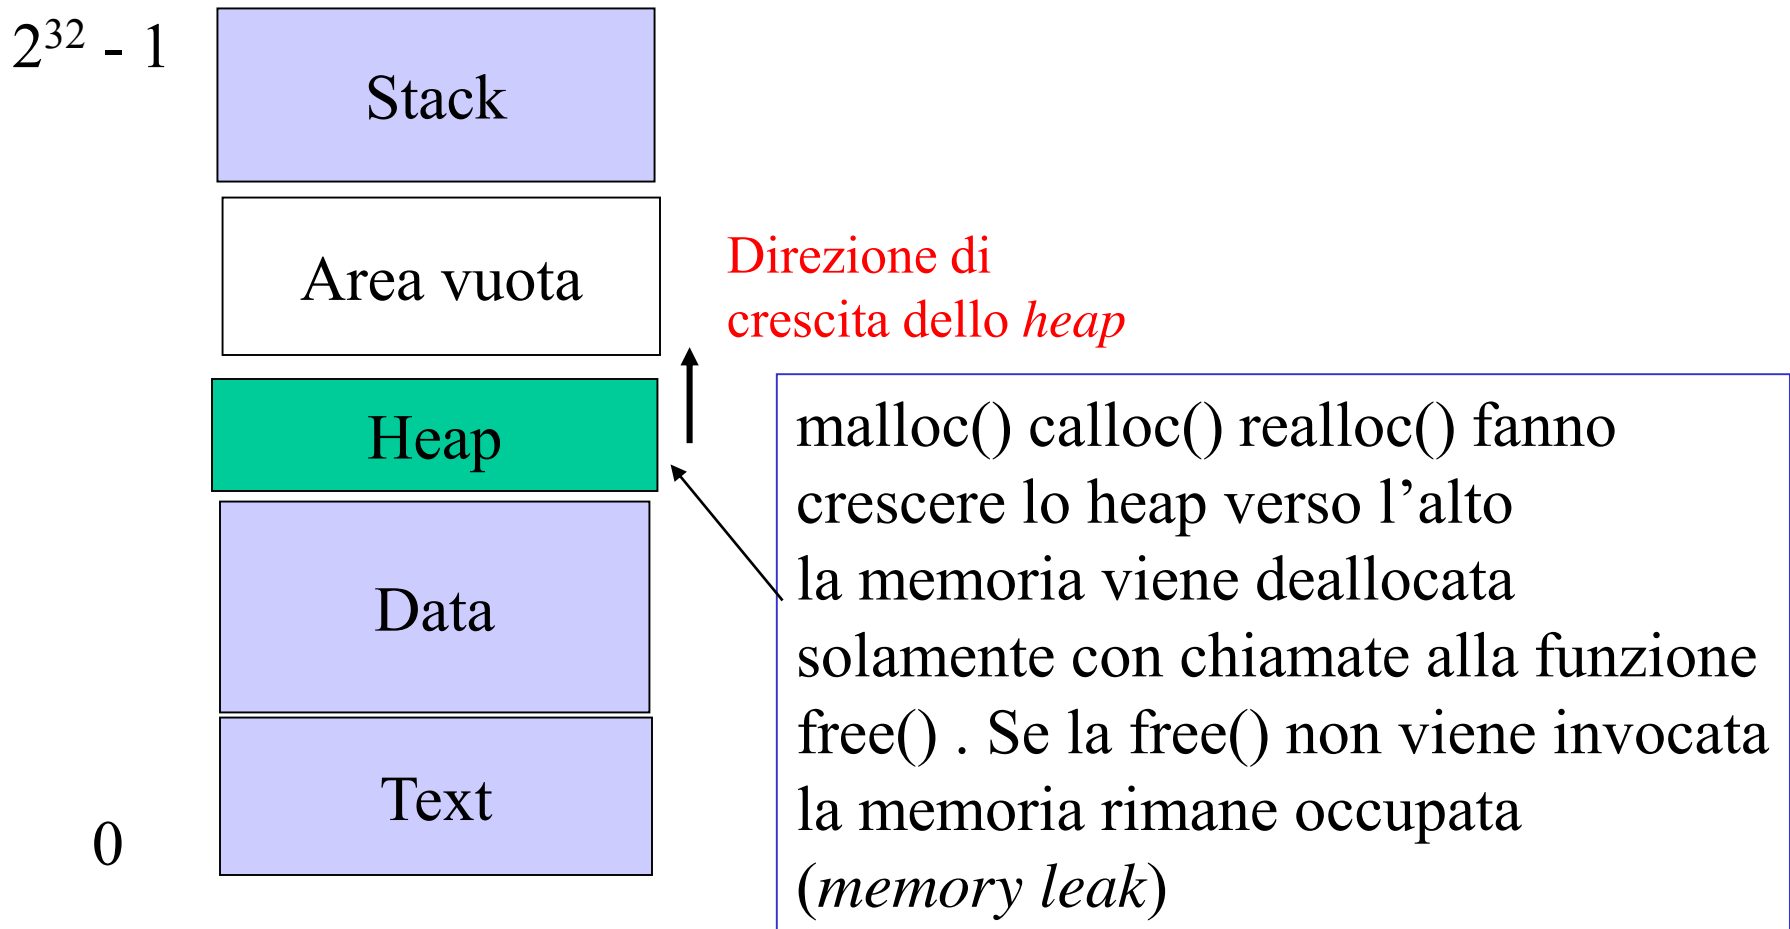 2³² - 1
Stack
Area vuota
Direzione di
crescita dello heap
Heap
malloc() calloc() realloc() fanno
crescere lo heap verso l’alto
la memoria viene deallocata
solamente con chiamate alla funzione
free() . Se la free() non viene invocata
la memoria rimane occupata
(memory leak)
Data
Text
0